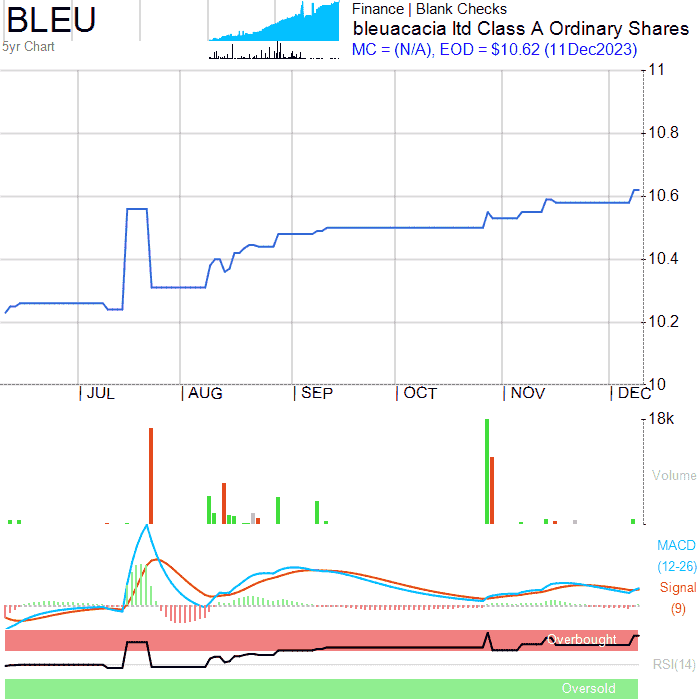 BLEU
5yr Chart
Finance | Blank Checks
bleuacacia ltd Class A Ordinary Shares
MC = (N/A), EOD = $10.62 (11Dec2023)
11
10.8
10.6
10.4
10.2
10
JUL AUG SEP OCT NOV DEC
18k
Volume
MACD
(12-26)
Signal
(9)
Overbought
RSI(14)
Oversold